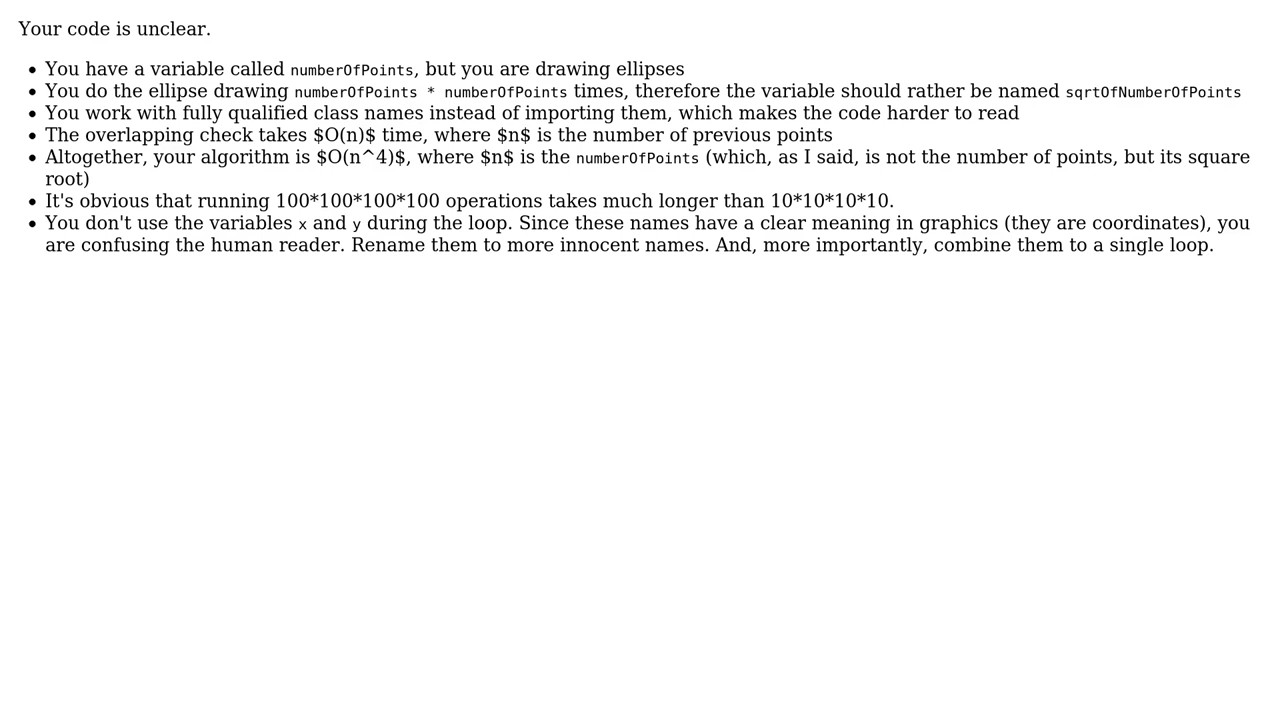 Your code is unclear.
• You have a variable called numberOfPoints, but you are drawing ellipses
• You do the ellipse drawing numberOfPoints * numberOfPoints times, therefore the variable should rather be named sqrtOfNumberOfPoints
• You work with fully qualified class names instead of importing them, which makes the code harder to read
• The overlapping check takes $O(n)$ time, where $n$ is the number of previous points
• Altogether, your algorithm is $O(n^4)$, where $n$ is the numberOfPoints (which, as I said, is not the number of points, but its square
root)
• It's obvious that running 100*100*100*100 operations takes much longer than 10*10*10*10.
• You don't use the variables x and y during the loop. Since these names have a clear meaning in graphics (they are coordinates), you
are confusing the human reader. Rename them to more innocent names. And, more importantly, combine them to a single loop.